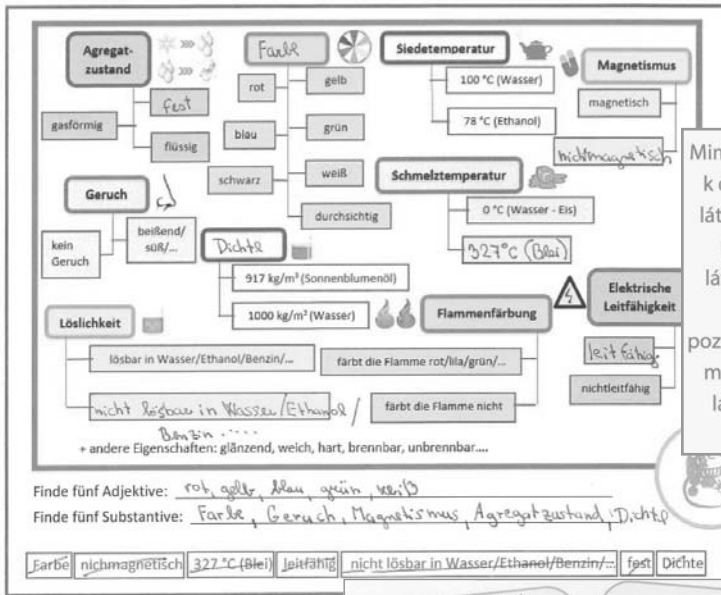 Agregat-
zustand
fest
gasförmig
flüssig
Farbe
rot
gelb
blau
grün
schwarz
weiß
durchsichtig
Siedetemperatur
100 °C (Wasser)
78 °C (Ethanol)
Magnetismus
magnetisch
nichtmagnetisch
Geruch
kein
Geruch
beißend/
süß/...
Schmelztemperatur
0 °C (Wasser - Eis)
327°C (Blei)
Dichte
917 kg/m³ (Sonnenblumenöl)
1000 kg/m³ (Wasser)
Flammenfärbung
färbt die Flamme rot/lila/grün/...
färbt die Flamme nicht
Elektrische
Leitfähigkeit
leitfähig
nichtleitfähig
Löslichkeit
lösbar in Wasser/Ethanol/Benzin/...
nicht lösbar in Wasser/Ethanol/
Benzin .....
+ andere Eigenschaften: glänzend, weich, hart, brennbar, unbrennbar....
Finde fünf Adjektive: rot, gelb, blau, grün, weiß
Finde fünf Substantive: Farbe, Geruch, Magnetismus, Agregatzustand, Dichte
Farbe nichmagnetisch 327 °C (Blei) leitfähig nicht lösbar in Wasser/Ethanol/Benzin/... fest Dichte